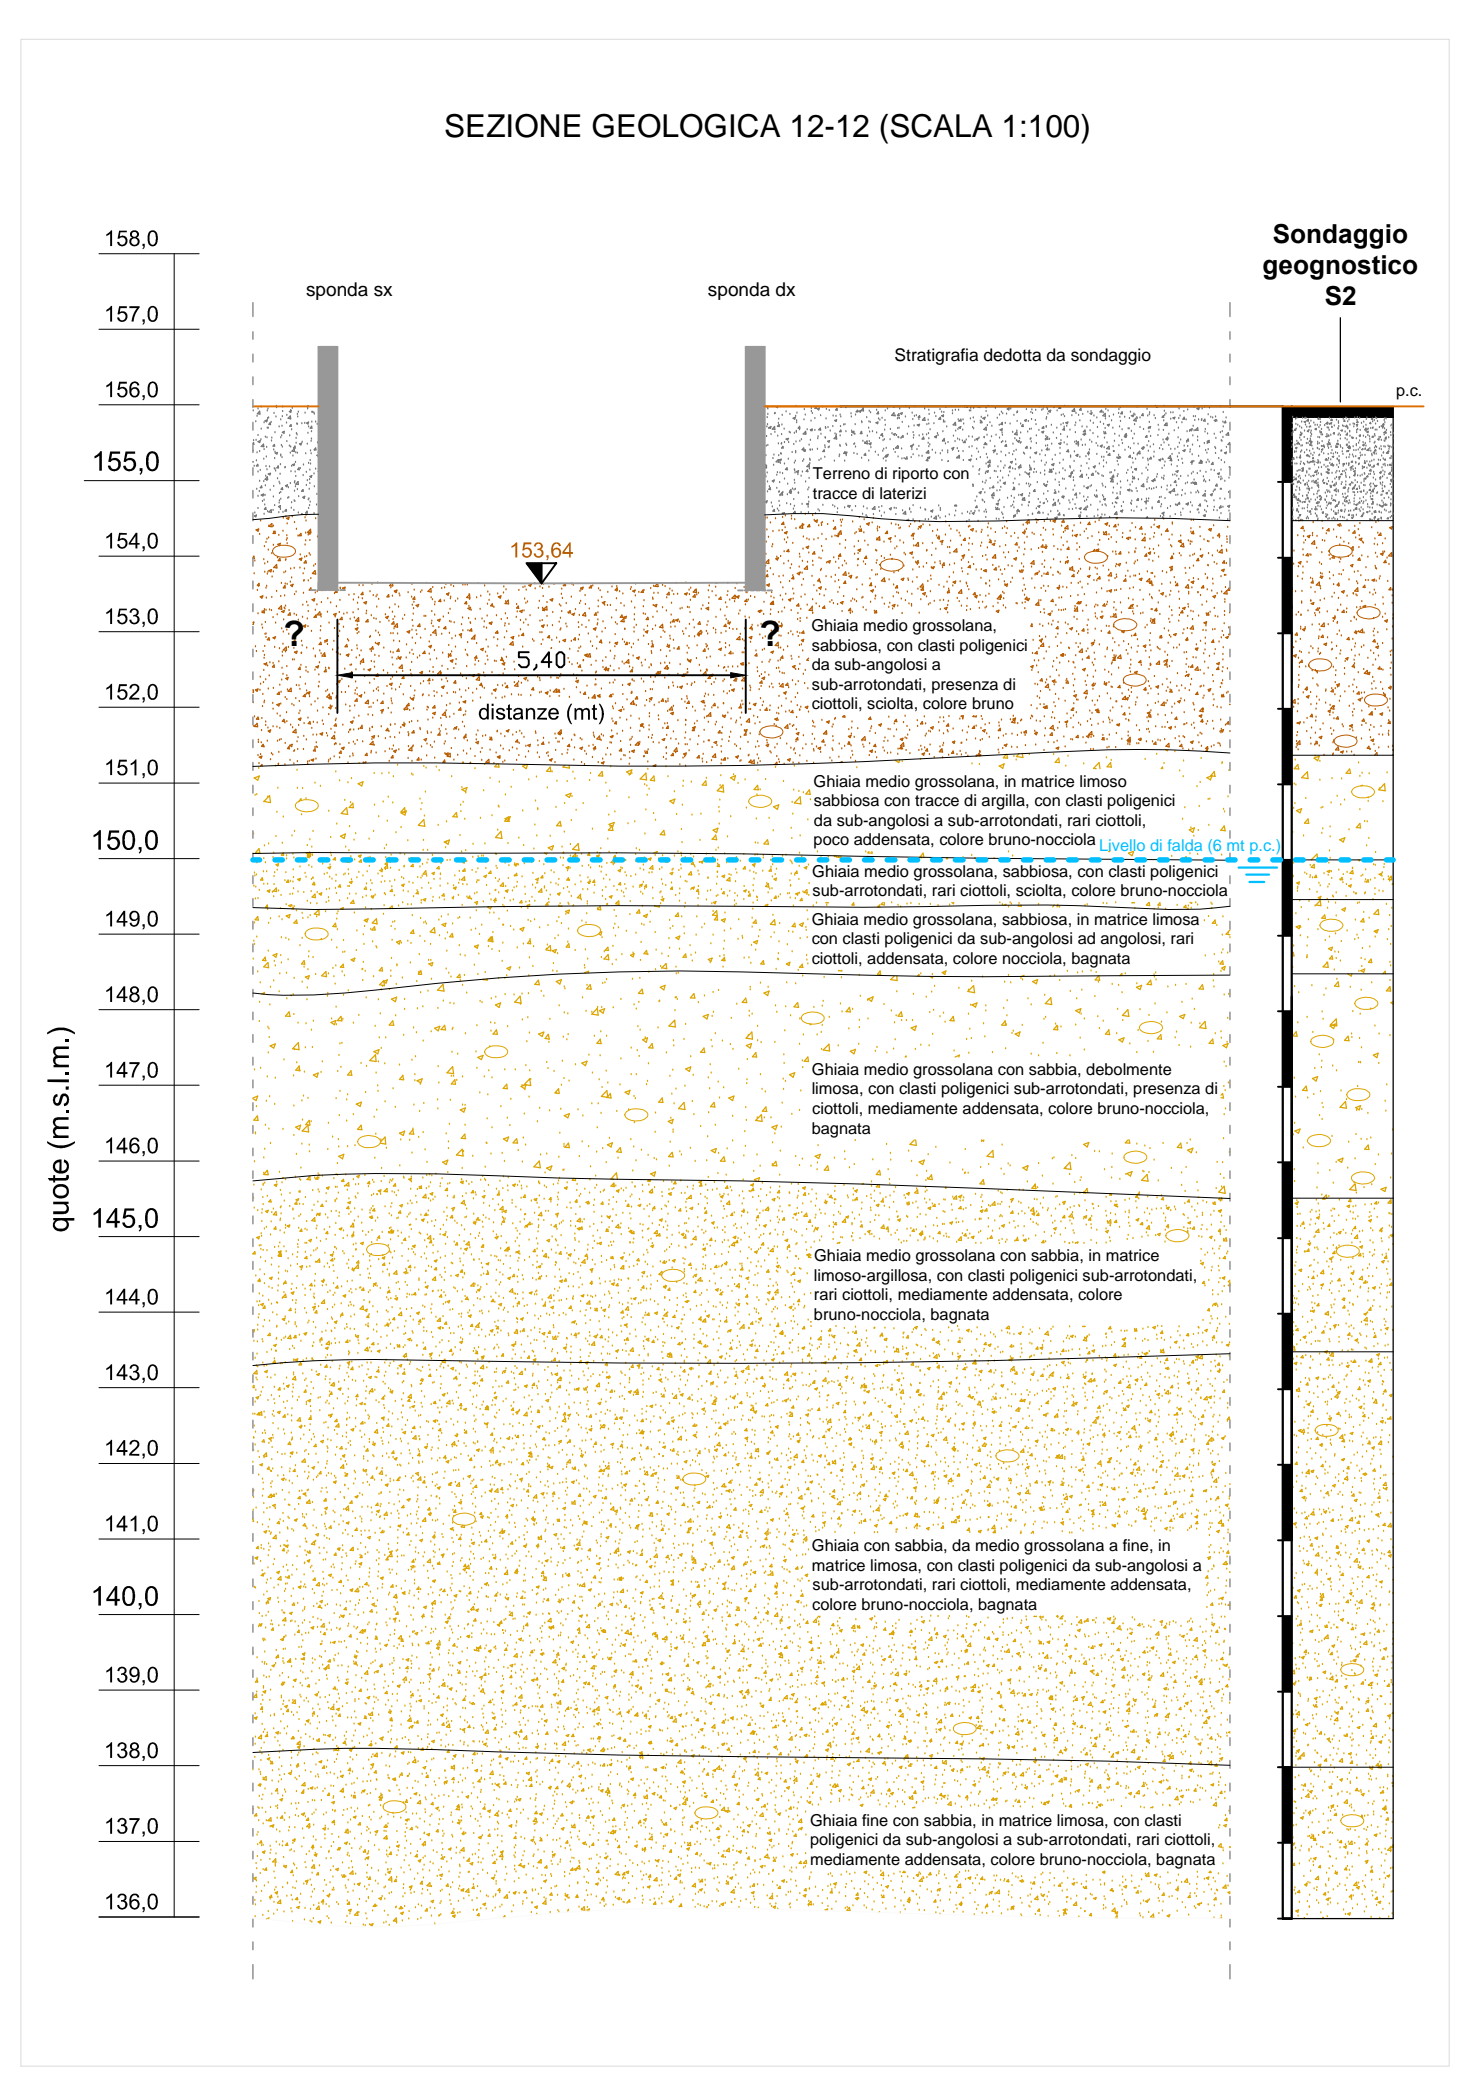 SEZIONE GEOLOGICA 12-12 (SCALA 1:100)
Sondaggio
geognostico
S2
158,0
sponda sx
sponda dx
157,0
Stratigrafia dedotta da sondaggio
156,0
p.c.
155,0
Terreno di riporto con
tracce di laterizi
154,0
153,64
153,0
?
?
Ghiaia medio grossolana,
sabbiosa, con clasti poligenici
da sub-angolosi a
sub-arrotondati, presenza di
ciottoli, sciolta, colore bruno
5,40
152,0
distanze (mt)
151,0
Ghiaia medio grossolana, in matrice limoso
sabbiosa con tracce di argilla, con clasti poligenici
da sub-angolosi a sub-arrotondati, rari ciottoli,
poco addensata, colore bruno-nocciola
150,0
Livello di falda (6 mt p.c.)
Ghiaia medio grossolana, sabbiosa, con clasti poligenici
sub-arrotondati, rari ciottoli, sciolta, colore bruno-nocciola
149,0
Ghiaia medio grossolana, sabbiosa, in matrice limosa
con clasti poligenici da sub-angolosi ad angolosi, rari
ciottoli, addensata, colore nocciola, bagnata
148,0
quote (m.s.l.m.)
147,0
Ghiaia medio grossolana con sabbia, debolmente
limosa, con clasti poligenici sub-arrotondati, presenza di
ciottoli, mediamente addensata, colore bruno-nocciola,
bagnata
146,0
145,0
Ghiaia medio grossolana con sabbia, in matrice
limoso-argillosa, con clasti poligenici sub-arrotondati,
rari ciottoli, mediamente addensata, colore
bruno-nocciola, bagnata
144,0
143,0
142,0
141,0
Ghiaia con sabbia, da medio grossolana a fine, in
matrice limosa, con clasti poligenici da sub-angolosi a
sub-arrotondati, rari ciottoli, mediamente addensata,
colore bruno-nocciola, bagnata
140,0
139,0
138,0
137,0
Ghiaia fine con sabbia, in matrice limosa, con clasti
poligenici da sub-angolosi a sub-arrotondati, rari ciottoli,
mediamente addensata, colore bruno-nocciola, bagnata
136,0